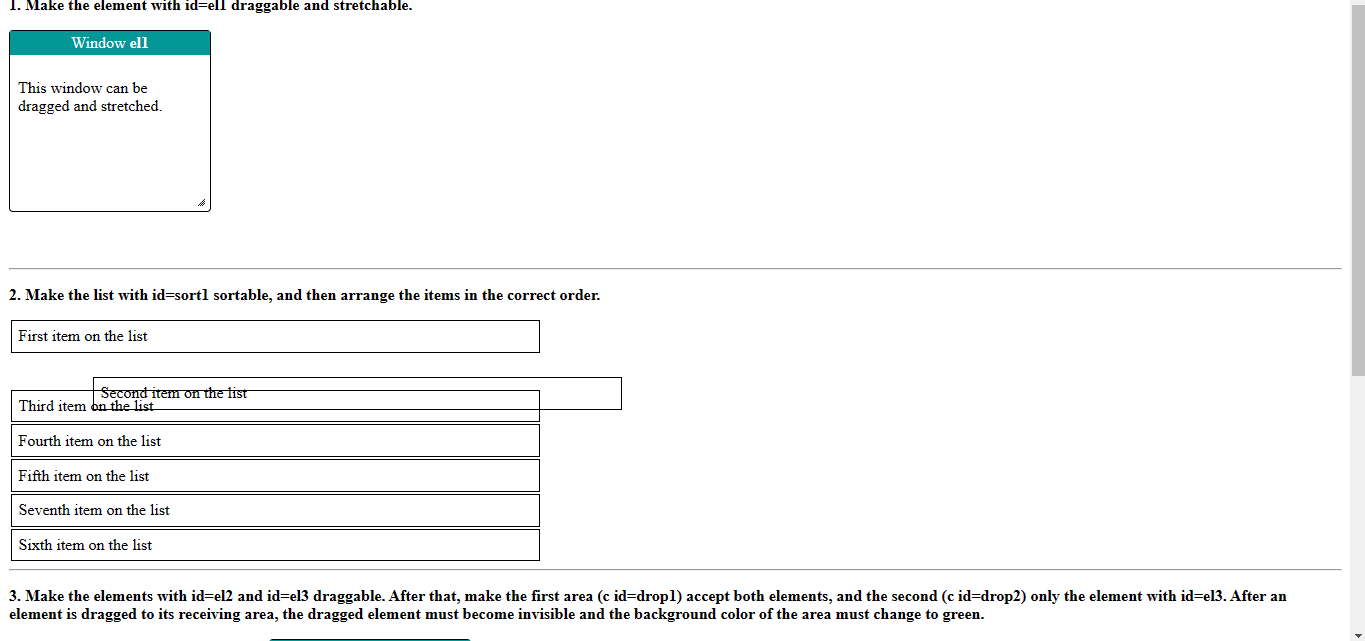 1. Make the element with id=el1 draggable and stretchable.
Window el1
This window can be
dragged and stretched.
2. Make the list with id=sort1 sortable, and then arrange the items in the correct order.
First item on the list
Second item on the list
Third item on the list
Fourth item on the list
Fifth item on the list
Seventh item on the list
Sixth item on the list
3. Make the elements with id=el2 and id=el3 draggable. After that, make the first area (c id=drop1) accept both elements, and the second (c id=drop2) only the element with id=el3. After an
element is dragged to its receiving area, the dragged element must become invisible and the background color of the area must change to green.